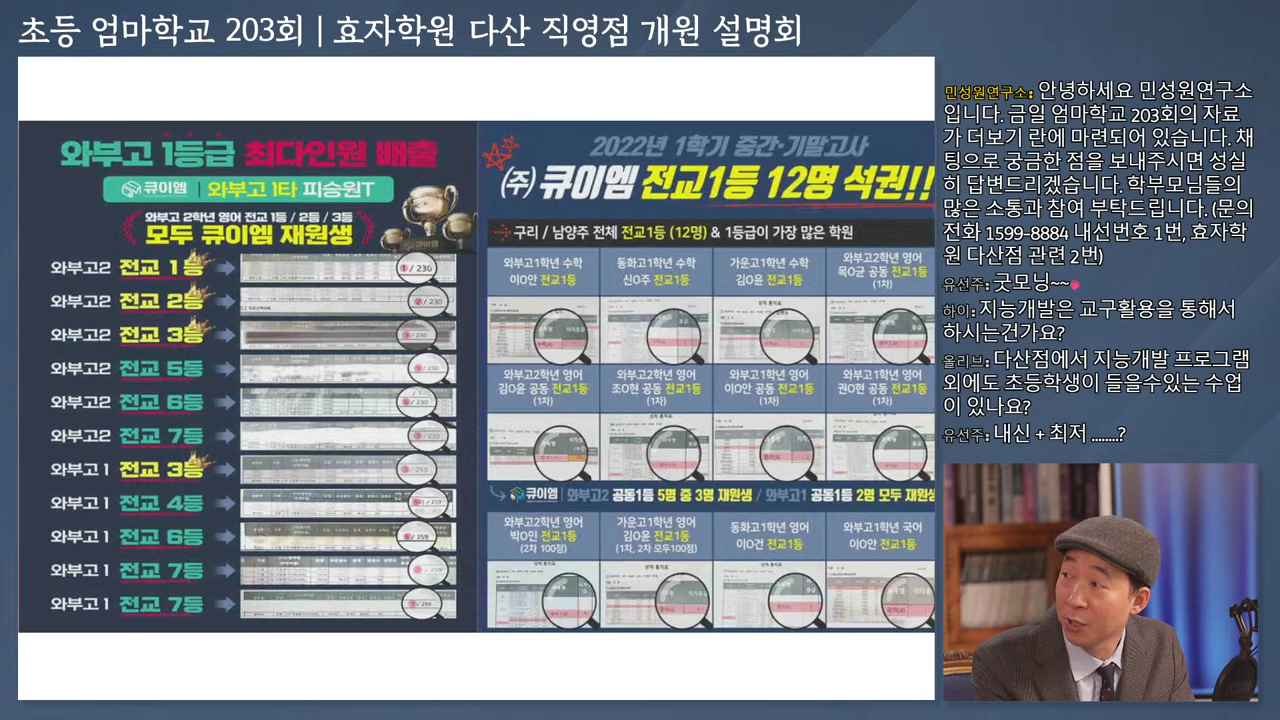 초등 엄마학교 203회 | 효자학원 다산 직영점 개원 설명회
와부고 1등급 최다인원 배출
큐이엠 | 와부고 1타 피승원T
와부고 2학년 영어 전교 1등 / 2등 / 3등
모두 큐이엠 재원생
와부고2 전교 1등 / 230
와부고2 전교 2등 / 230
와부고2 전교 3등 / 230
와부고2 전교 5등 / 230
와부고2 전교 6등 / 230
와부고2 전교 7등 / 230
와부고 1 전교 3등 / 259
와부고 1 전교 4등 / 259
와부고 1 전교 6등 / 259
와부고 1 전교 7등 / 259
와부고 1 전교 7등 / 259
2022년 1학기 중간·기말고사
(주) 큐이엠 전교1등 12명 석권!!
구리 / 남양주 전체 전교1등 (12명) & 1등급이 가장 많은 학원
와부고1학년 수학 동화고1학년 수학 가운고1학년 수학 와부고2학년 영어
이O안 전교1등 신O주 전교1등 김O윤 전교1등 옥O균 공동 전교1등
(1차)
와부고2학년 영어 와부고2학년 영어 와부고1학년 영어 와부고1학년 영어
김O윤 공동 전교1등 조O현 공동 전교1등 이O안 공동 전교1등 권O현 공동 전교1등
(1차) (1차) (1차) (1차)
큐이엠 | 와부고2 공동1등 5명 중 3명 재원생 / 와부고1 공동1등 2명 모두 재원생
와부고2학년 영어 가운고1학년 영어 동화고1학년 영어 와부고1학년 국어
박O민 전교1등 김O윤 전교1등 이O건 전교1등 이O안 전교1등
(2차 100점) (1차, 2차 모두100점)
민성원연구소: 안녕하세요 민성원연구소
입니다. 금일 엄마학교 203회의 자료
가 더보기 란에 마련되어 있습니다. 채
팅으로 궁금한 점을 보내주시면 성실
히 답변드리겠습니다. 학부모님들의
많은 소통과 참여 부탁드립니다. (문의
전화 1599-8884 내선번호 1번, 효자학
원 다산점 관련 2번)
유선주: 굿모닝~~
하이: 지능개발은 교구활용을 통해서
하시는건가요?
올리브: 다산점에서 지능개발 프로그램
외에도 초등학생이 들을수있는 수업
이 있나요?
유선주: 내신 + 최저 ........?